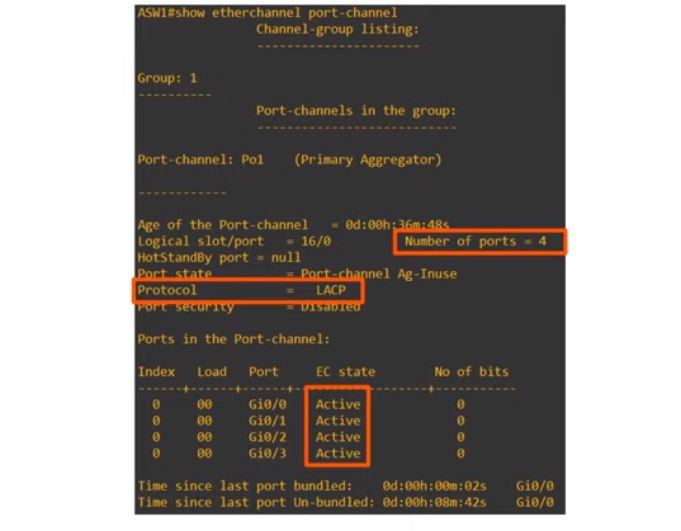 ASW1#show etherchannel port-channel
Channel-group listing:
----------------------
Group: 1
----------
Port-channels in the group:
---------------------------
Port-channel: Po1    (Primary Aggregator)
------------
Age of the Port-channel   = 0d:00h:36m:48s
Logical slot/port   = 16/0          Number of ports = 4
HotStandBy port = null
Port state          = Port-channel Ag-Inuse
Protocol            =   LACP
Port security       = Disabled
Ports in the Port-channel:
Index   Load   Port     EC state        No of bits
------+------+------+------------------+-----------
0     00     Gi0/0    Active             0
0     00     Gi0/1    Active             0
0     00     Gi0/2    Active             0
0     00     Gi0/3    Active             0
Time since last port bundled:    0d:00h:00m:02s    Gi0/0
Time since last port Un-bundled: 0d:00h:08m:42s    Gi0/0